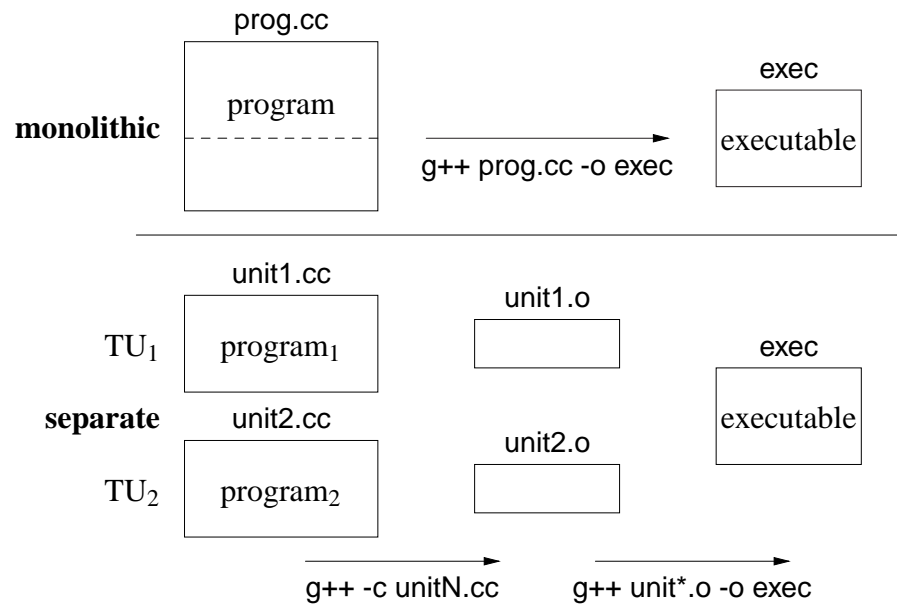 prog.cc
program
monolithic
g++ prog.cc -o exec
exec
executable
unit1.cc
TU₁
program₁
separate
unit2.cc
TU₂
program₂
unit1.o
unit2.o
exec
executable
g++ -c unitN.cc
g++ unit*.o -o exec